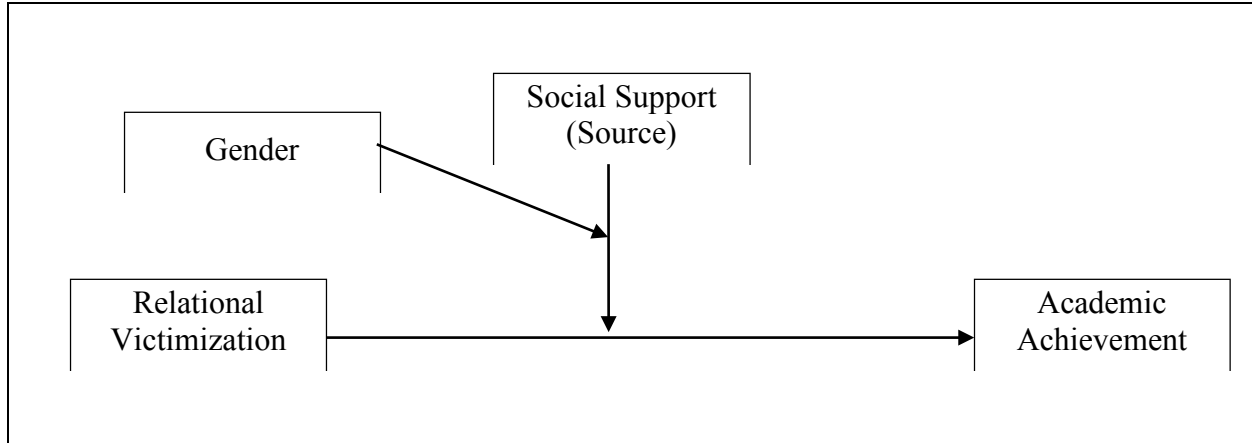 Social Support
(Source)
Gender
Relational
Victimization
Academic
Achievement